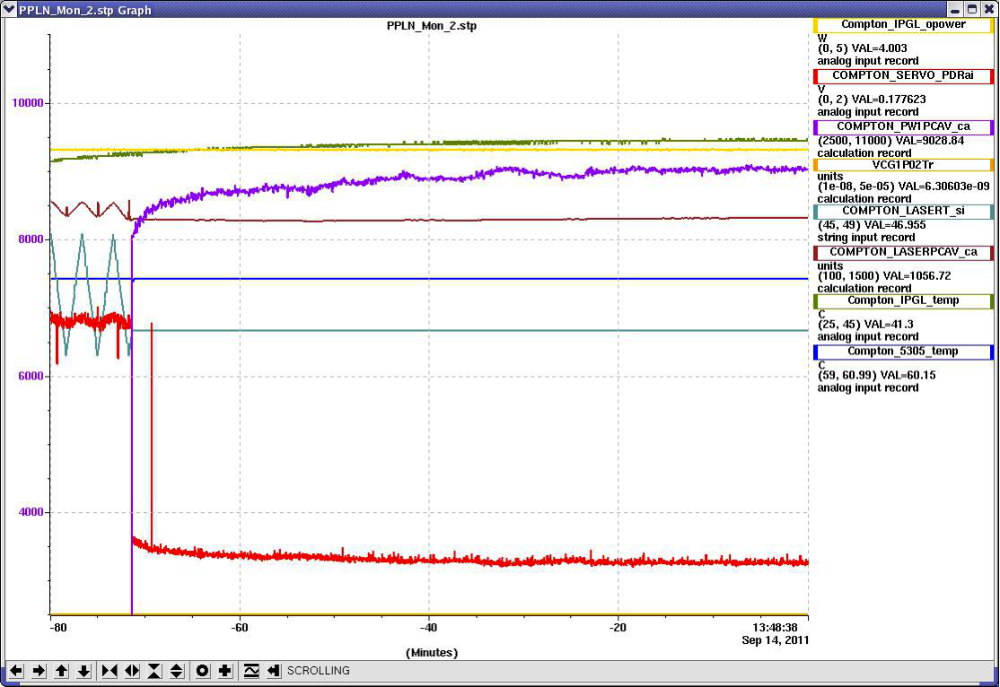 PPLN_Mon_2.stp Graph
PPLN_Mon_2.stp
10000
8000
6000
4000
-80
-60
-40
-20
13:48:38
Sep 14, 2011
(Minutes)
Compton_IPGL_opower
W
(0, 5) VAL=4.003
analog input record
COMPTON_SERVO_PDRai
V
(0, 2) VAL=0.177623
analog input record
COMPTON_PW1PCAV_ca
(2500, 11000) VAL=9028.84
calculation record
VCG1P02Tr
units
(1e-08, 5e-05) VAL=6.30603e-09
calculation record
COMPTON_LASERT_si
(45, 49) VAL=46.955
string input record
COMPTON_LASERPCAV_ca
units
(100, 1500) VAL=1056.72
calculation record
Compton_IPGL_temp
C
(25, 45) VAL=41.3
analog input record
Compton_5305_temp
C
(59, 60.99) VAL=60.15
analog input record
SCROLLING